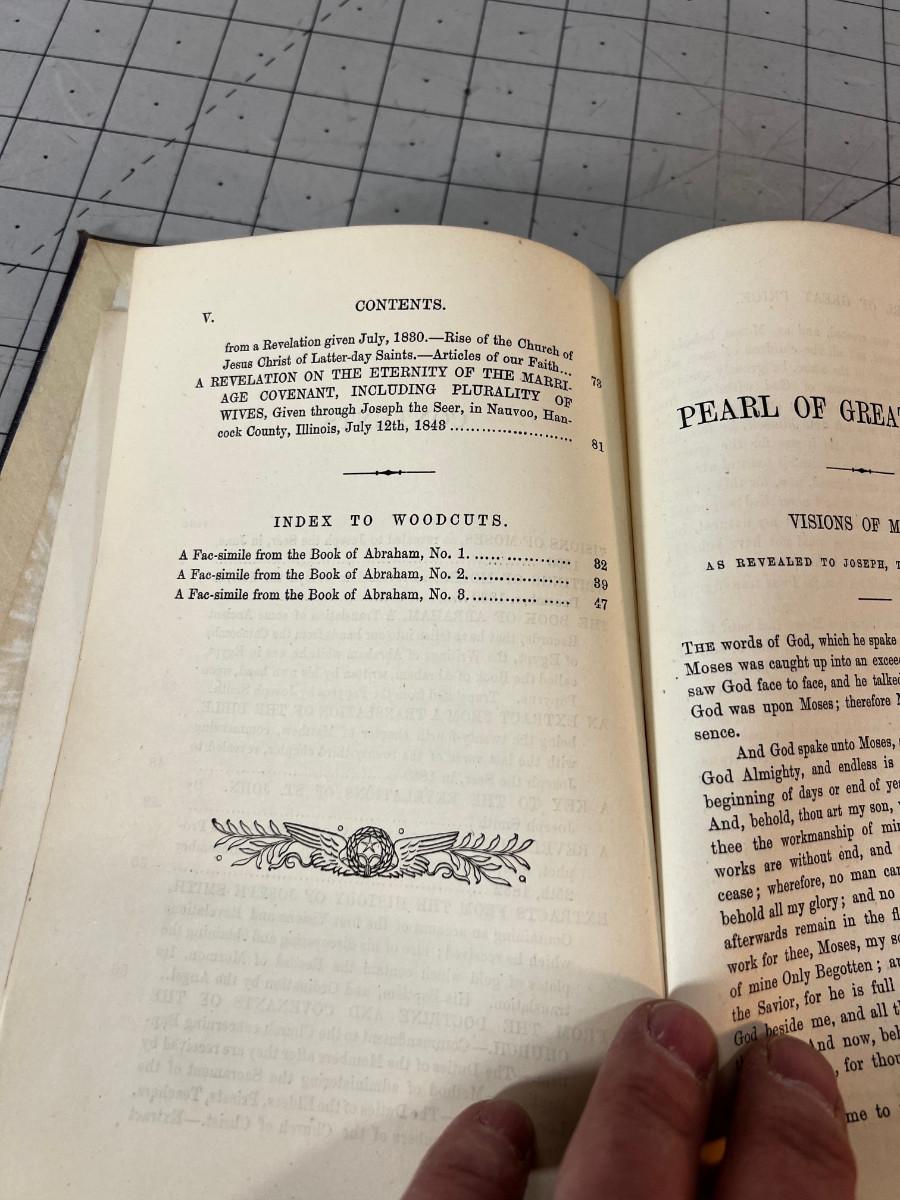 V.
CONTENTS.
from a Revelation given July, 1830.—Rise of the Church of
Jesus Christ of Latter-day Saints.—Articles of our Faith... 73
A REVELATION ON THE ETERNITY OF THE MARRI-
AGE COVENANT, INCLUDING PLURALITY OF
WIVES, Given through Joseph the Seer, in Nauvoo, Han-
cock County, Illinois, July 12th, 1843 ........................ 81
INDEX TO WOODCUTS.
A Fac-simile from the Book of Abraham, No. 1. ..... ............ 32
A Fac-simile from the Book of Abraham, No. 2. .................. 39
A Fac-simile from the Book of Abraham, No. 3. ............ ..... 47
PEARL OF GREA
VISIONS OF M
AS REVEALED TO JOSEPH, T
THE words of God, which he spake
Moses was caught up into an excee
saw God face to face, and he talked
God was upon Moses; therefore
sence.
And God spake unto Moses,
God Almighty, and endless is
beginning of days or end of ye
And, behold, thou art my son,
thee the workmanship of mi
works are without end, and
cease; wherefore, no man ca
behold all my glory; and no
afterwards remain in the fl
work for thee, Moses, my s
of mine Only Begotten; a
the Savior, for he is full
God beside me, and all t
And now, beh
, for thou
me to